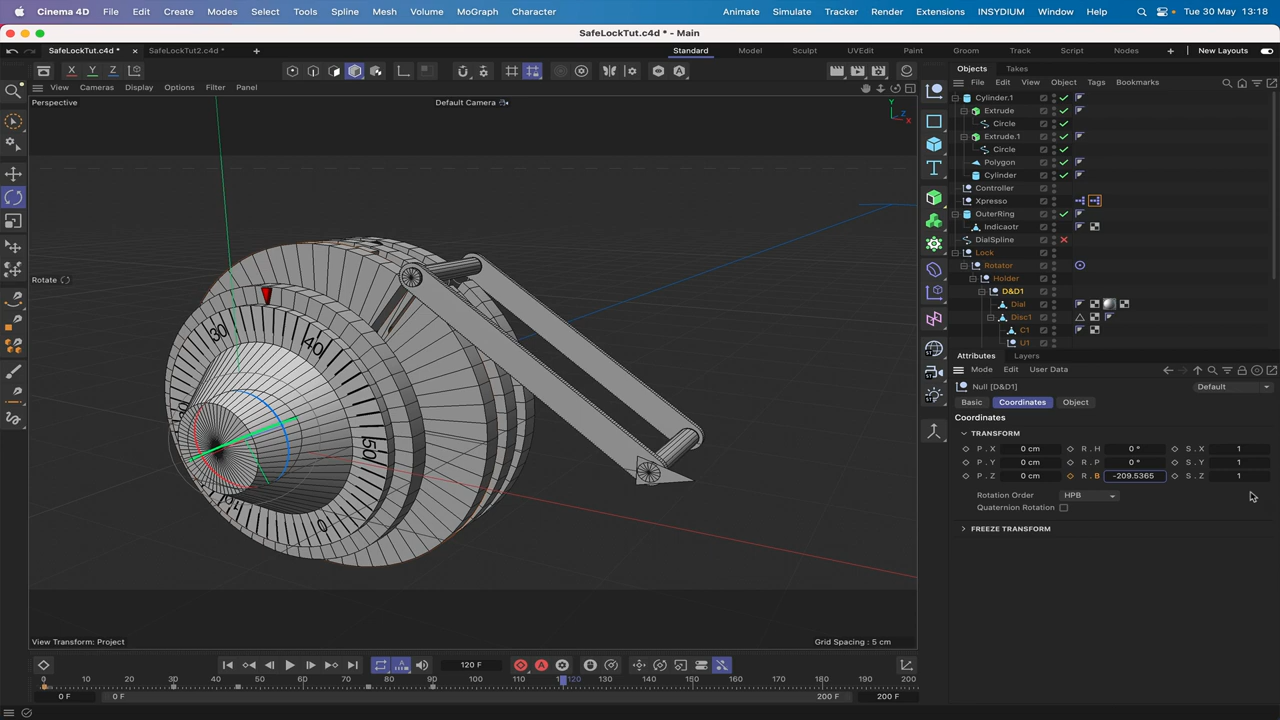 Cinema 4D File Edit Create Modes Select Tools Spline Mesh Volume MoGraph Character Animate Simulate Tracker Render Extensions INSYDIUM Window Help Tue 30 May 13:18
SafeLockTut.c4d * - Main
SafeLockTut.c4d * SafeLockTut2.c4d * Standard Model Sculpt UVEdit Paint Groom Track Script Nodes New Layouts
X Y Z Objects Takes
View Cameras Display Options Filter Panel File Edit View Object Tags Bookmarks
Perspective Default Camera
Y
Z
X
Cylinder.1
Extrude
Circle
Extrude.1
Circle
Polygon
Cylinder
Controller
Xpresso
OuterRing
Indicaotr
DialSpline
Lock
Rotator
Holder
D&D1
Dial
Disc1
C1
U1
Rotate
30
40
50
0
ST
ST
ST
Attributes Layers
Mode Edit User Data
Null [D&D1] Default
Basic Coordinates Object
Coordinates
TRANSFORM
P . X 0 cm R . H 0 ° S . X 1
P . Y 0 cm R . P 0 ° S . Y 1
P . Z 0 cm R . B -209.5365 S . Z 1
Rotation Order HPB
Quaternion Rotation
FREEZE TRANSFORM
View Transform: Project Grid Spacing : 5 cm
120 F
0 10 20 30 40 50 60 70 80 90 100 110 120 130 140 150 160 170 180 190 200
0 F 0 F 200 F 200 F